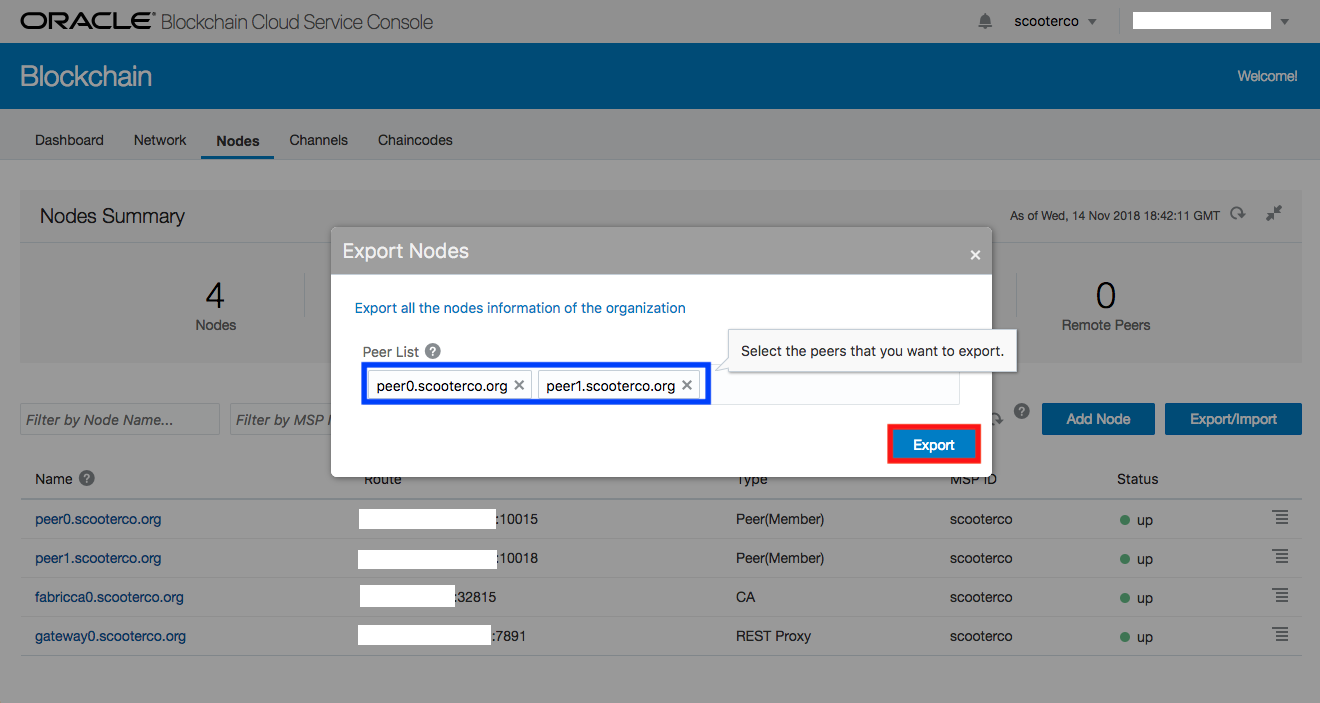 ORACLE® Blockchain Cloud Service Console
scooterco
Blockchain
Welcome!
Dashboard Network Nodes Channels Chaincodes
Nodes Summary
As of Wed, 14 Nov 2018 18:42:11 GMT
4
Nodes
0
Remote Peers
Export Nodes
×
Export all the nodes information of the organization
Peer List ?
Select the peers that you want to export.
peer0.scooterco.org × peer1.scooterco.org ×
Export
Filter by Node Name... Filter by MSP ? Add Node Export/Import
Name ? Route Type MSP ID Status
peer0.scooterco.org :10015 Peer(Member) scooterco up
peer1.scooterco.org :10018 Peer(Member) scooterco up
fabricca0.scooterco.org :32815 CA scooterco up
gateway0.scooterco.org :7891 REST Proxy scooterco up